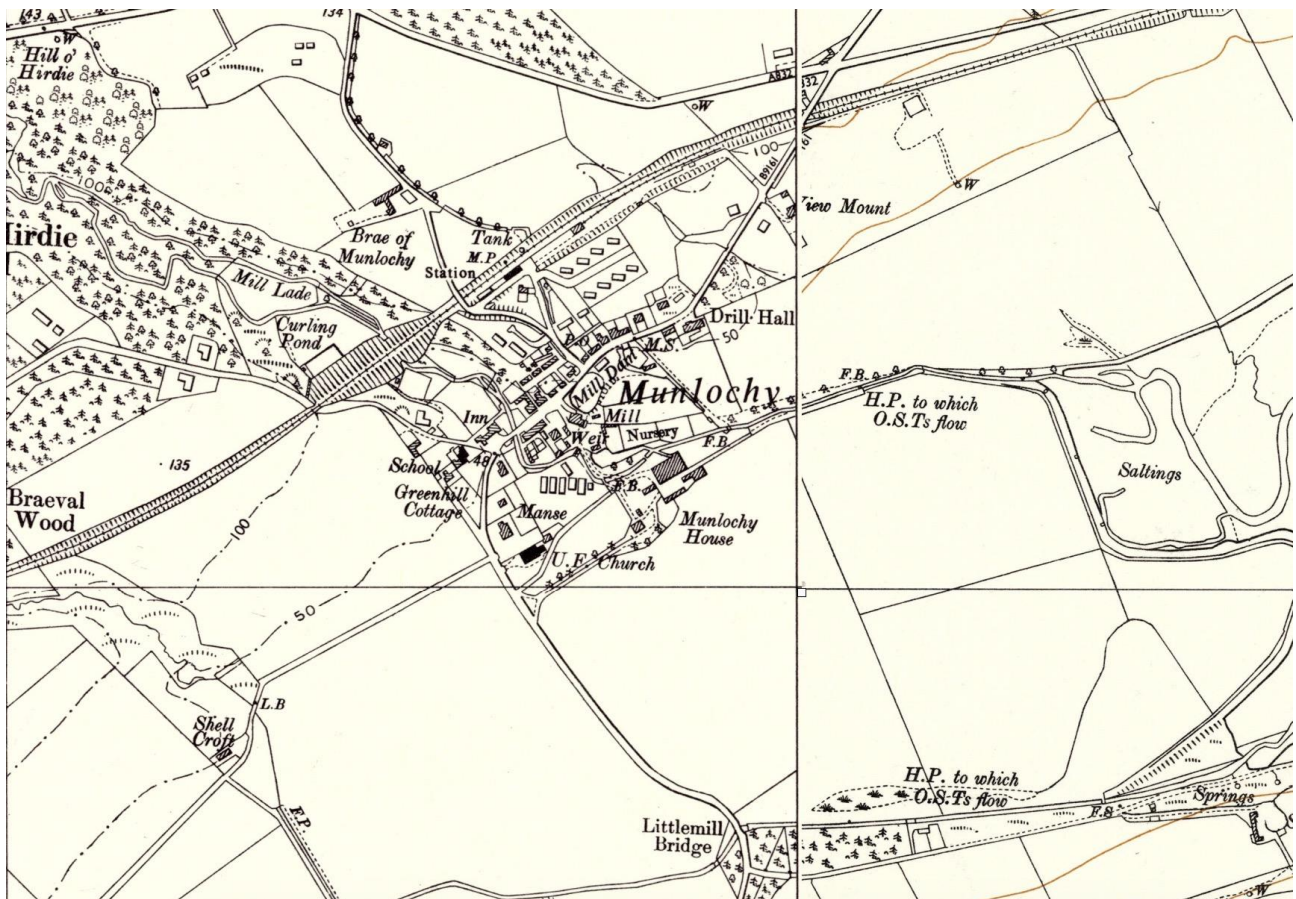 143
134
W
Hill o'
Hirdie
A832
W
100
B9161
View Mount
W
100
Hirdie
Brae of
Munlochy
Tank
M.P.
Station
Mill Lade
Curling
Pond
P.O.
M.S.
Drill Hall
50
Mill Dam
Munlochy
F.B.
H.P. to which
O.S.Ts flow
Inn
Mill
Weir
Nursery
F.B.
135
School
48
Greenhill
Cottage
F.B.
Saltings
Braeval
Wood
100
Manse
Munlochy
House
U.F. Church
50
L.B
Shell
Croft
F.P.
H.P. to which
O.S.Ts flow
Springs
F.S
Littlemill
Bridge
W